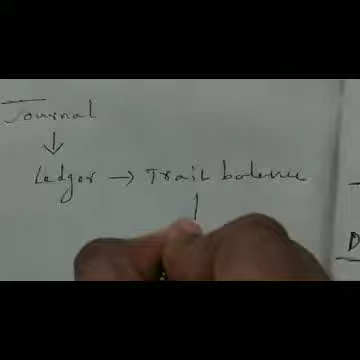 Journal
↓
Ledger → Trail balance
D